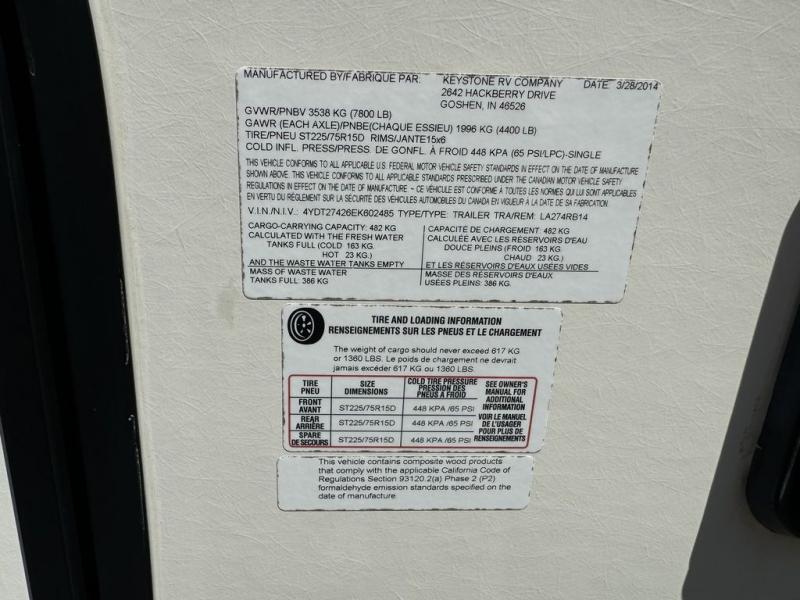 MANUFACTURED BY/FABRIQUE PAR: KEYSTONE RV COMPANY DATE: 3/28/2014
2642 HACKBERRY DRIVE
GOSHEN, IN 46526
GVWR/PNBV 3538 KG (7800 LB)
GAWR (EACH AXLE)/PNBE(CHAQUE ESSIEU) 1996 KG (4400 LB)
TIRE/PNEU ST225/75R15D RIMS/JANTE15x6
COLD INFL. PRESS/PRESS. DE GONFL. À FROID 448 KPA (65 PSI/LPC)-SINGLE
THIS VEHICLE CONFORMS TO ALL APPLICABLE U.S. FEDERAL MOTOR VEHICLE SAFETY STANDARDS IN EFFECT ON THE DATE OF MANUFACTURE
SHOWN ABOVE. THIS VEHICLE CONFORMS TO ALL APPLICABLE STANDARDS PRESCRIBED UNDER THE CANADIAN MOTOR VEHICLE SAFETY
REGULATIONS IN EFFECT ON THE DATE OF MANUFACTURE ~ CE VÉHICULE EST CONFORME À TOUTES LES NORMES QUI LUI SONT APPLICABLES
EN VERTU DU RÈGLEMENT SUR LA SÉCURITÉ DES VÉHICULES AUTOMOBILES DU CANADA EN VIGUEUR À LA DATE DE SA FABRICATION.
V.I.N./N.I.V.: 4YDT27426EK602485 TYPE/TYPE: TRAILER TRA/REM: LA274RB14
CARGO-CARRYING CAPACITY: 482 KG
CALCULATED WITH THE FRESH WATER
TANKS FULL (COLD 163 KG.
HOT 23 KG.)
AND THE WASTE WATER TANKS EMPTY
MASS OF WASTE WATER
TANKS FULL: 386 KG
CAPACITÉ DE CHARGEMENT: 482 KG
CALCULÉE AVEC LES RÉSERVOIRS D'EAU
DOUCE PLEINS (FROID 163 KG
CHAUD 23 KG.)
ET LES RÉSERVOIRS D'EAUX USÉES VIDES
MASSE DES RÉSERVOIRS D'EAUX
USÉES PLEINS: 386 KG.
TIRE AND LOADING INFORMATION
RENSEIGNEMENTS SUR LES PNEUS ET LE CHARGEMENT
The weight of cargo should never exceed 617 KG
or 1360 LBS. Le poids de chargement ne devrait
jamais excéder 617 KG ou 1360 LBS.
TIRE
PNEU
SIZE
DIMENSIONS
COLD TIRE PRESSURE
PRESSION DES
PNEUS A FROID
FRONT
AVANT
ST225/75R15D
448 KPA /65 PSI
REAR
ARRIÈRE
ST225/75R15D
448 KPA /65 PSI
SPARE
DE SECOURS
ST225/75R15D
448 KPA /65 PSI
SEE OWNER'S
MANUAL FOR
ADDITIONAL
INFORMATION
VOIR LE MANUEL
DE L'USAGER
POUR PLUS DE
RENSEIGNEMENTS
This vehicle contains composite wood products
that comply with the applicable California Code of
Regulations Section 93120.2(a) Phase 2 (P2)
formaldehyde emission standards specified on the
date of manufacture